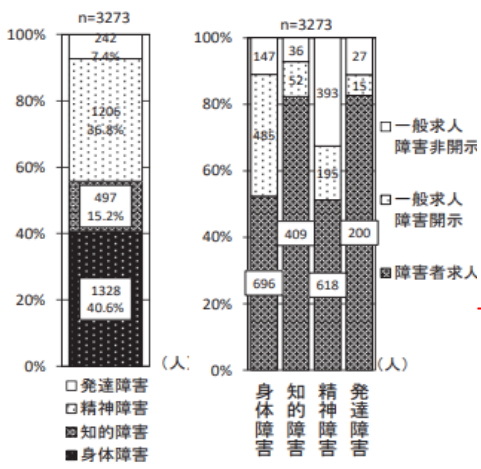 n=3273
100%
80%
60%
40%
20%
0%
242
7.4%
1206
36.8%
497
15.2%
1328
40.6%
（人）
発達障害
精神障害
知的障害
身体障害
n=3273
100%
80%
60%
40%
20%
0%
147
36
393
27
485
52
195
15
696
409
618
200
（人）
身体障害
知的障害
精神障害
発達障害
一般求人
障害非開示
一般求人
障害開示
障害者求人